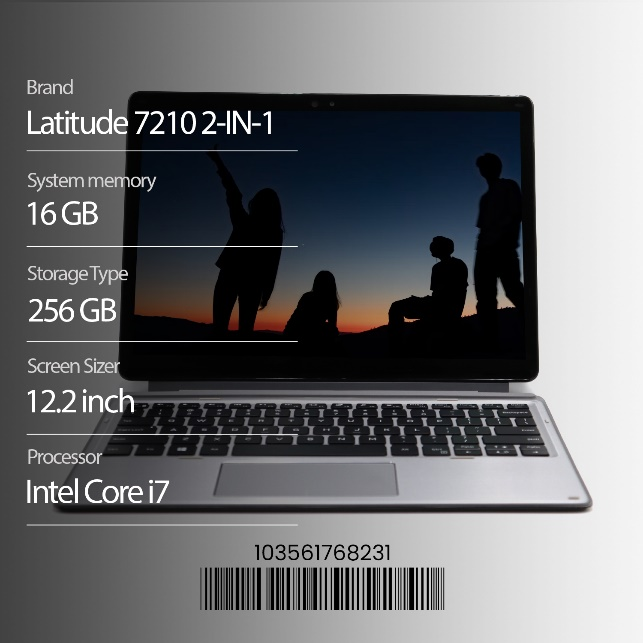 Brand
Latitude 7210 2-IN-1
System memory
16 GB
Storage Type
256 GB
Screen Sizer
12.2 inch
Processor
Intel Core i7
103561768231